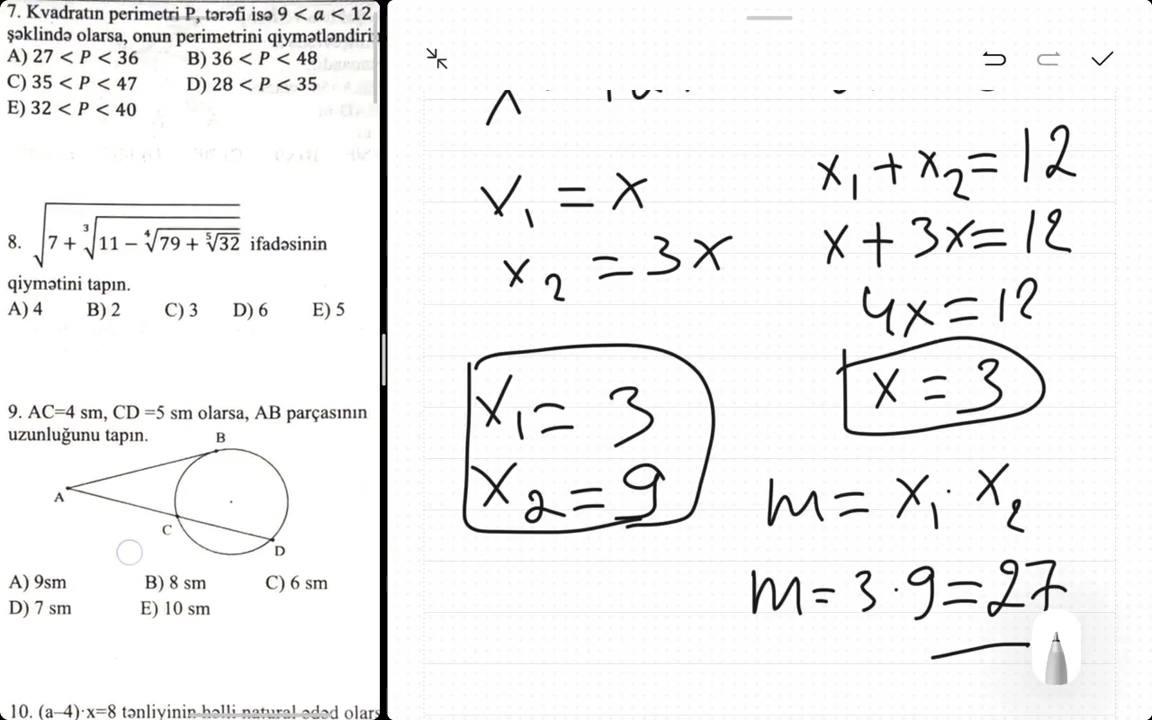 7. Kvadratın perimetri P, tərəfi isə 9 < a < 12
şəklində olarsa, onun perimetrini qiymətləndiri
A) 27 < P < 36 B) 36 < P < 48
C) 35 < P < 47 D) 28 < P < 35
E) 32 < P < 40
8. √(7 + ∛(11 − ∜(79 + ⁵√32))) ifadəsinin
qiymətini tapın.
A) 4 B) 2 C) 3 D) 6 E) 5
9. AC=4 sm, CD =5 sm olarsa, AB parçasının
uzunluğunu tapın.
B
A
C
D
A) 9sm B) 8 sm C) 6 sm
D) 7 sm E) 10 sm
10. (a–4)·x=8 tənliyinin həlli natural ədəd olars
x₁ = x
x₂ = 3x
x₁ = 3
x₂ = 9
x₁ + x₂ = 12
x + 3x = 12
4x = 12
x = 3
m = x₁ · x₂
m = 3 · 9 = 27